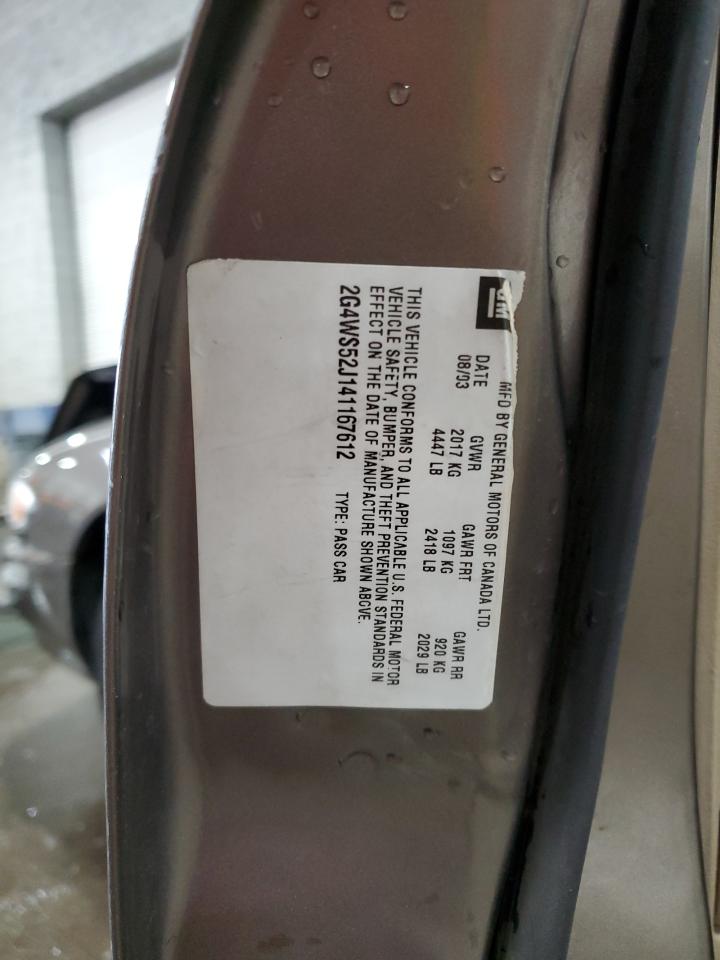 GM
MFD BY GENERAL MOTORS OF CANADA LTD.
DATE GVWR GAWR FRT GAWR RR
08/03 2017 KG 1097 KG 920 KG
4447 LB 2418 LB 2029 LB
THIS VEHICLE CONFORMS TO ALL APPLICABLE U.S. FEDERAL MOTOR
VEHICLE SAFETY, BUMPER, AND THEFT PREVENTION STANDARDS IN
EFFECT ON THE DATE OF MANUFACTURE SHOWN ABOVE.
2G4WS52J141167612 TYPE: PASS CAR